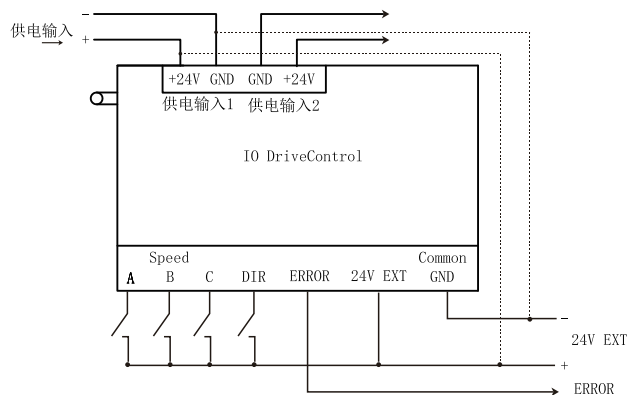 −
供电输入
+
+24V GND GND +24V
供电输入1 供电输入2
IO DriveControl
Speed Common
A B C DIR ERROR 24V EXT GND
−
24V EXT
+
ERROR